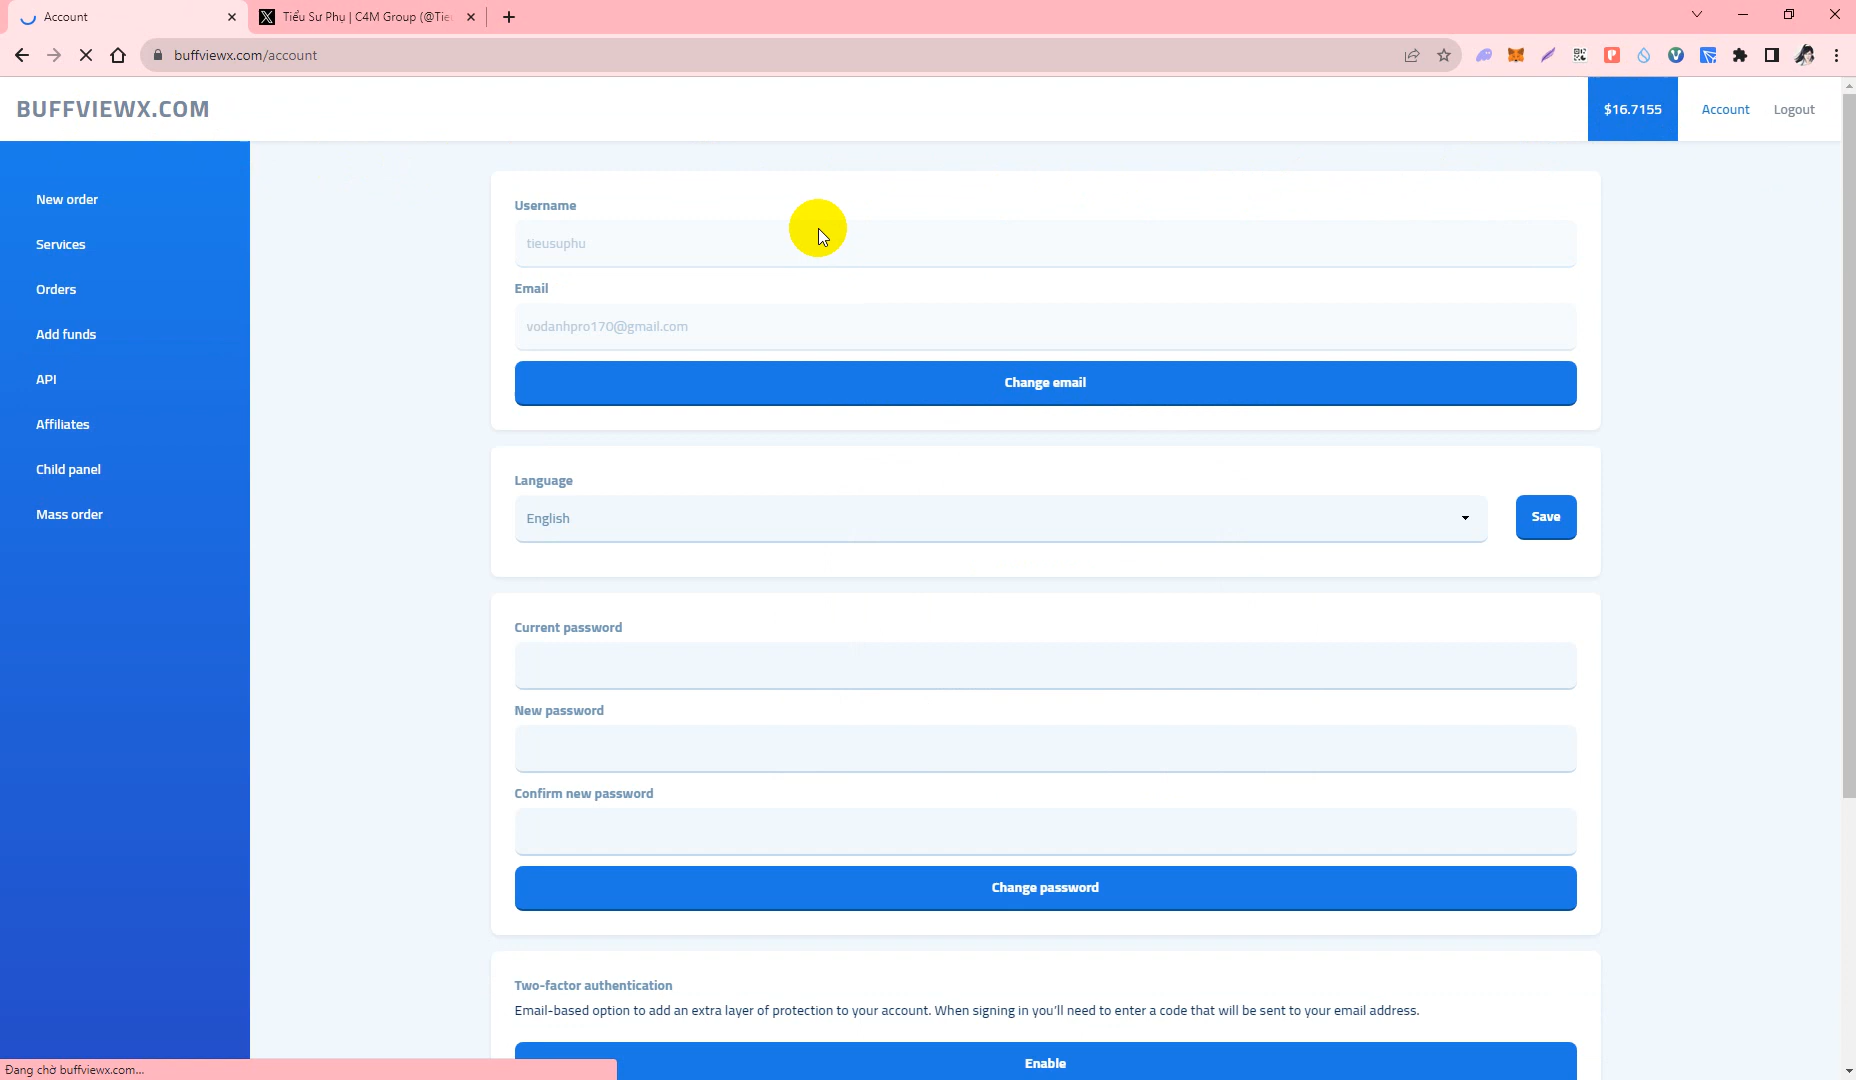 Account
Tiểu Sư Phụ | C4M Group (@Tie
buffviewx.com/account
BUFFVIEWX.COM
$16.7155
Account
Logout
New order
Services
Orders
Add funds
API
Affiliates
Child panel
Mass order
Username
tieusuphu
Email
vodanhpro170@gmail.com
Change email
Language
English
Save
Current password
New password
Confirm new password
Change password
Two-factor authentication
Email-based option to add an extra layer of protection to your account. When signing in you'll need to enter a code that will be sent to your email address.
Enable
Đang chờ buffviewx.com...